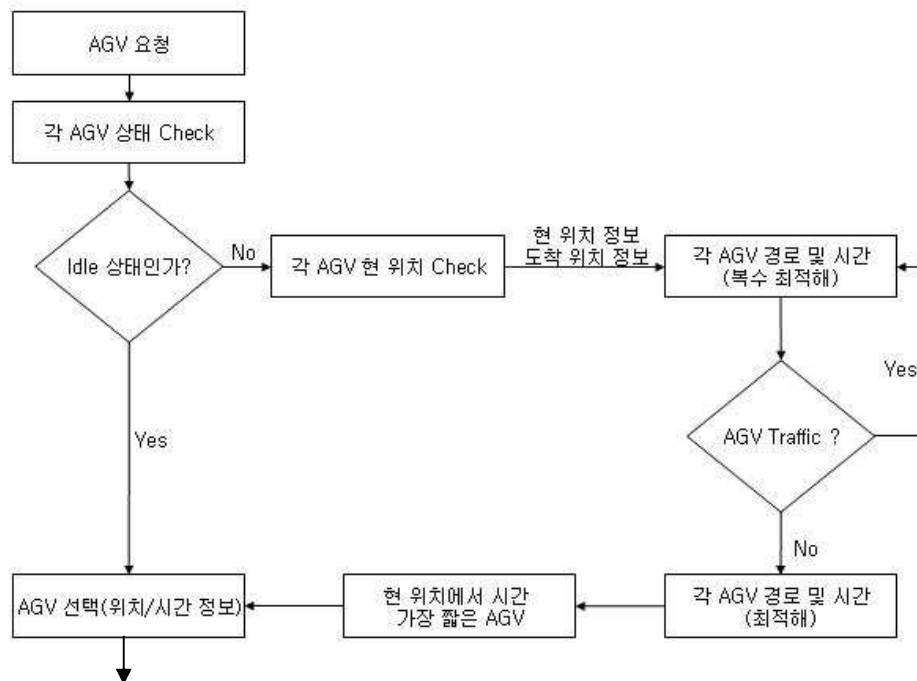 AGV 요청
각 AGV 상태 Check
Idle 상태인가?
No
각 AGV 현 위치 Check
현 위치 정보
도착 위치 정보
각 AGV 경로 및 시간
(복수 최적해)
Yes
AGV Traffic ?
Yes
No
AGV 선택(위치/시간 정보)
현 위치에서 시간
가장 짧은 AGV
각 AGV 경로 및 시간
(최적해)